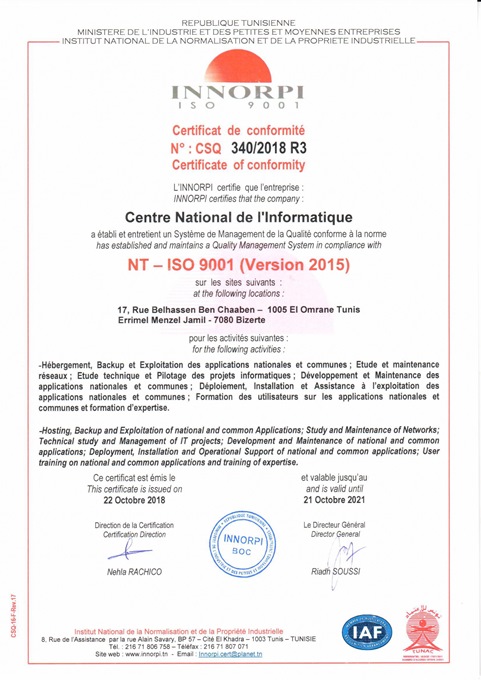 REPUBLIQUE TUNISIENNE
MINISTERE DE L'INDUSTRIE ET DES PETITES ET MOYENNES ENTREPRISES
INSTITUT NATIONAL DE LA NORMALISATION ET DE LA PROPRIETE INDUSTRIELLE
INNORPI
ISO 9001
Certificat de conformité
N° : CSQ 340/2018 R3
Certificate of conformity
L'INNORPI certifie que l'entreprise :
INNORPI certifies that the company :
Centre National de l'Informatique
a établi et entretient un Système de Management de la Qualité conforme à la norme
has established and maintains a Quality Management System in compliance with
NT – ISO 9001 (Version 2015)
sur les sites suivants :
at the following locations :
17, Rue Belhassen Ben Chaaben – 1005 El Omrane Tunis
Errimel Menzel Jamil - 7080 Bizerte
pour les activités suivantes :
for the following activities :
-Hébergement, Backup et Exploitation des applications nationales et communes ; Etude et maintenance
réseaux ; Etude technique et Pilotage des projets informatiques ; Développement et Maintenance des
applications nationales et communes ; Déploiement, Installation et Assistance à l'exploitation des
applications nationales et communes ; Formation des utilisateurs sur les applications nationales et
communes et formation d'expertise.
-Hosting, Backup and Exploitation of national and common Applications; Study and Maintenance of Networks;
Technical study and Management of IT projects; Development and Maintenance of national and common
applications; Deployment, Installation and Operational Support of national and common applications; User
training on national and common applications and training of expertise.
Ce certificat est émis le
This certificate is issued on
22 Octobre 2018
et valable jusqu'au
and is valid until
21 Octobre 2021
Direction de la Certification
Certification Direction
Nehla RACHICO
INNORPI
BOC
Le Directeur Général
Director General
Riadh SOUSSI
CSQ-16-F-Rev.17
Institut National de la Normalisation et de la Propriété Industrielle
8, Rue de l'Assistance par la rue Alain Savary, BP 57 – Cité El Khadra – 1003 Tunis – TUNISIE
Tél. : 216 71 806 758 – Téléfax : 216 71 807 071
Site web : www.innorpi.tn - Email : Innorpi.cert@planet.tn
IAF
TUNAC